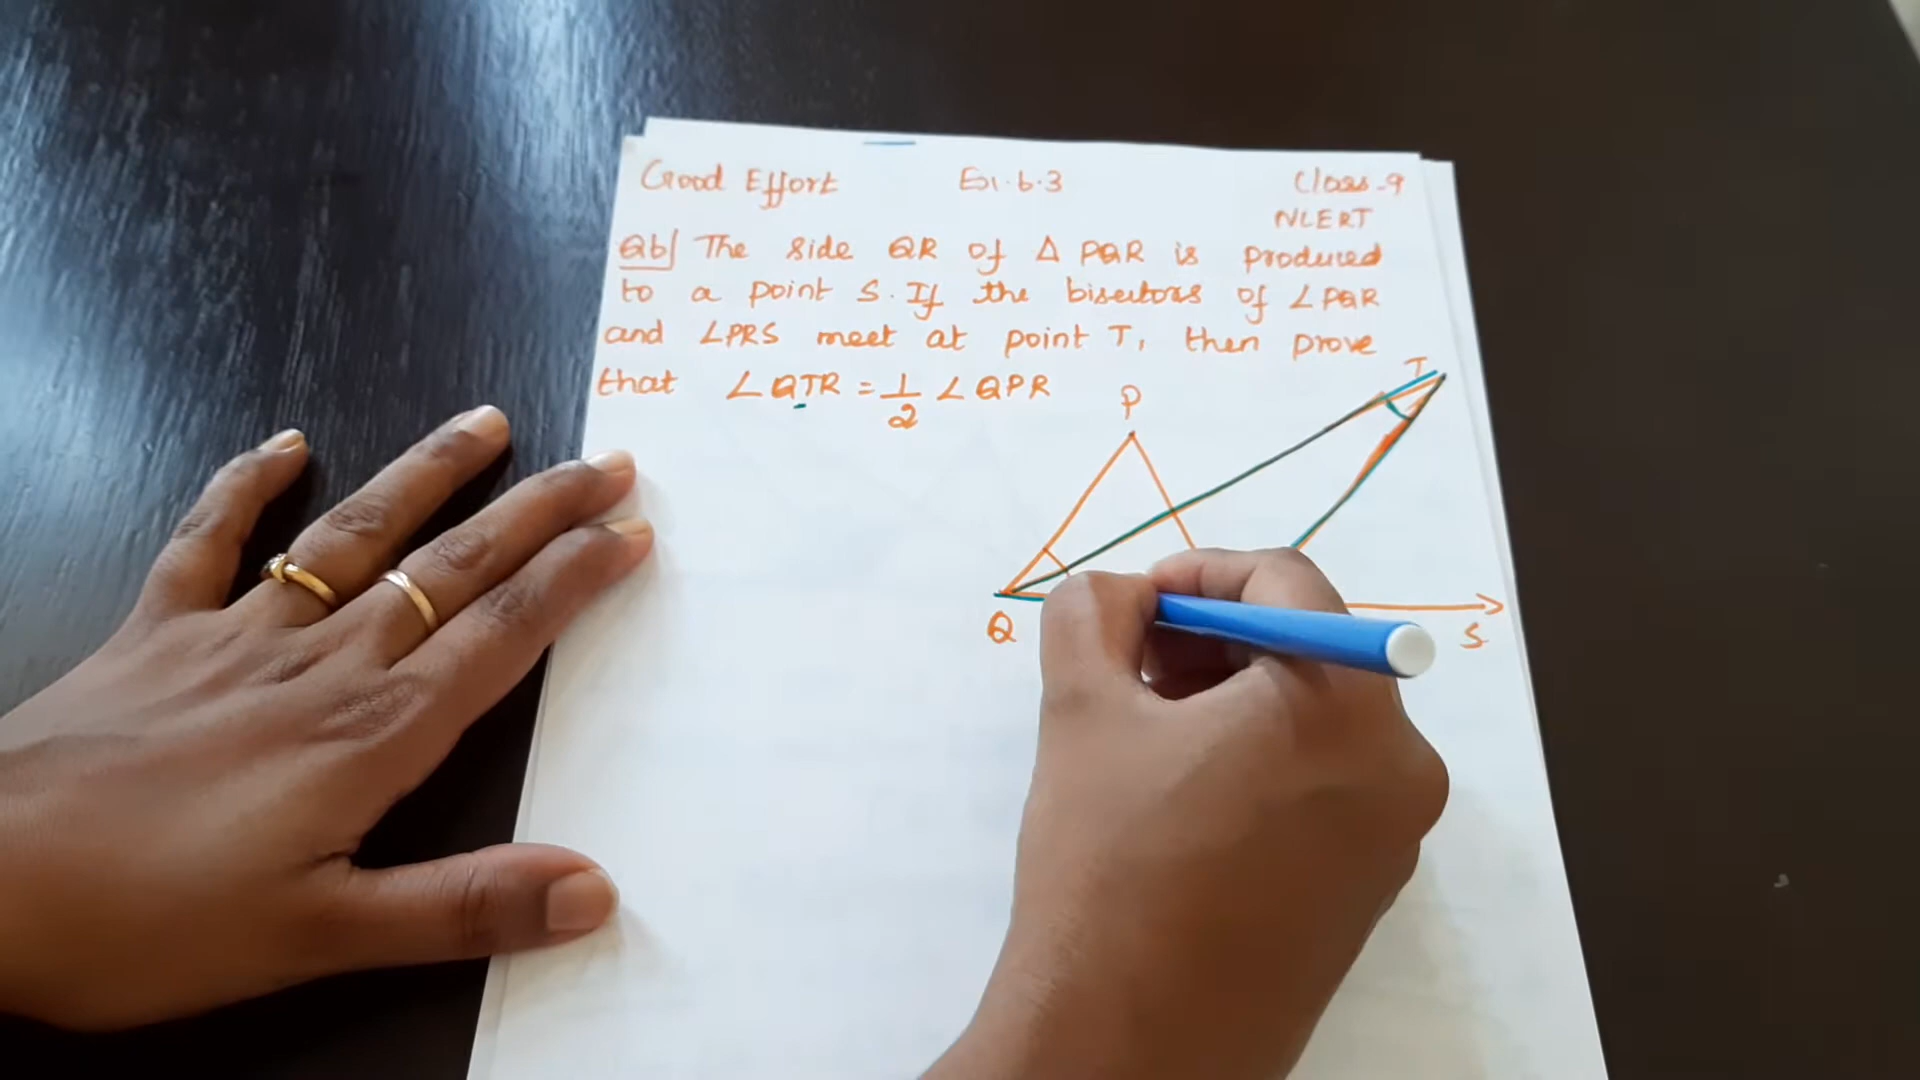 Good Effort Ex.6.3 Class-9
NCERT
Q6/ The side QR of Δ PQR is produced
to a point S. If the bisectors of ∠PQR
and ∠PRS meet at point T, then prove
that ∠QTR = 1/2 ∠QPR
T
P
Q
S